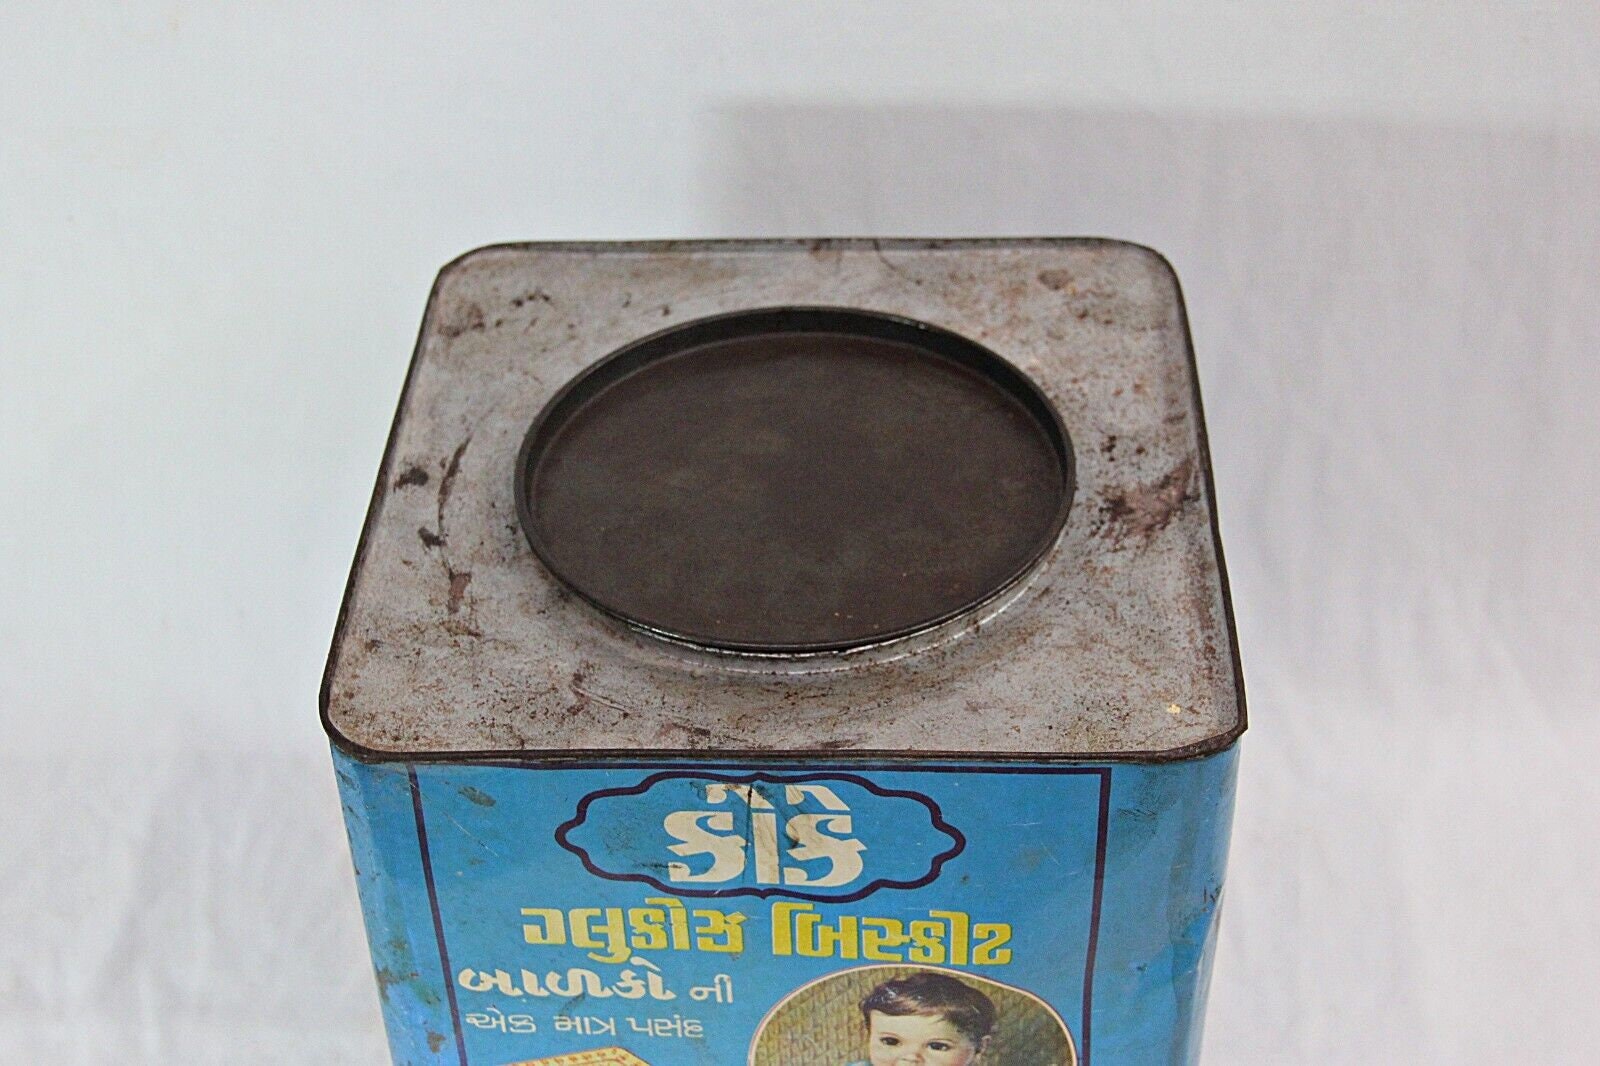 ગ્લુકોઝ બિસ્કીટ
બાળકો ની
એક માત્ર પસંદ